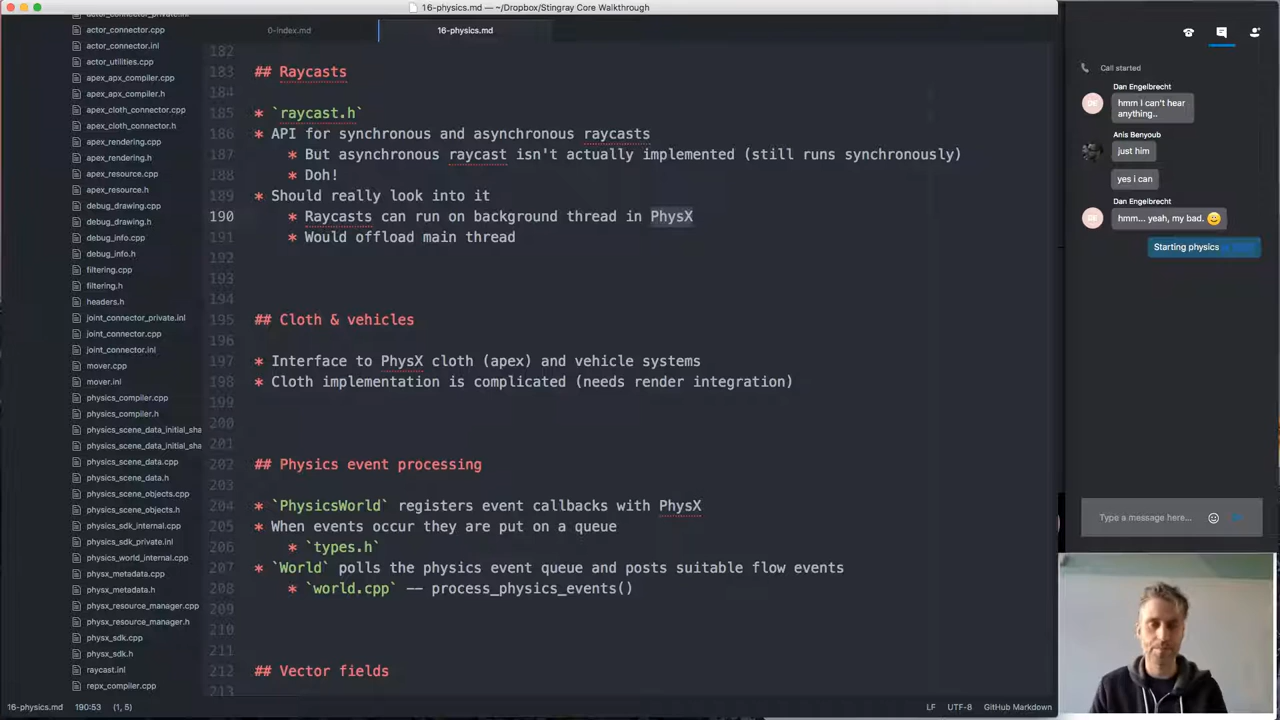 16-physics.md — ~/Dropbox/Stingray Core Walkthrough
0-index.md
16-physics.md
actor_connector.cpp
actor_connector.inl
actor_utilities.cpp
apex_apx_compiler.cpp
apex_apx_compiler.h
apex_cloth_connector.cpp
apex_cloth_connector.h
apex_rendering.cpp
apex_rendering.h
apex_resource.cpp
apex_resource.h
debug_drawing.cpp
debug_drawing.h
debug_info.cpp
debug_info.h
filtering.cpp
filtering.h
headers.h
joint_connector_private.inl
joint_connector.cpp
joint_connector.inl
mover.cpp
mover.inl
physics_compiler.cpp
physics_compiler.h
physics_scene_data_initial_sha
physics_scene_data_initial_sha
physics_scene_data.cpp
physics_scene_data.h
physics_scene_objects.cpp
physics_scene_objects.h
physics_sdk_internal.cpp
physics_sdk_private.inl
physics_world_internal.cpp
physx_metadata.cpp
physx_metadata.h
physx_resource_manager.cpp
physx_resource_manager.h
physx_sdk.cpp
physx_sdk.h
raycast.inl
repx_compiler.cpp
182
183 ## Raycasts
184
185 * `raycast.h`
186 * API for synchronous and asynchronous raycasts
187 * But asynchronous raycast isn't actually implemented (still runs synchronously)
188 * Doh!
189 * Should really look into it
190 * Raycasts can run on background thread in PhysX
191 * Would offload main thread
192
193
194
195 ## Cloth & vehicles
196
197 * Interface to PhysX cloth (apex) and vehicle systems
198 * Cloth implementation is complicated (needs render integration)
199
200
201
202 ## Physics event processing
203
204 * `PhysicsWorld` registers event callbacks with PhysX
205 * When events occur they are put on a queue
206 * `types.h`
207 * `World` polls the physics event queue and posts suitable flow events
208 * `world.cpp` —— process_physics_events()
209
210
211
212 ## Vector fields
213
16-physics.md 190:53 (1, 5)
LF UTF-8 GitHub Markdown
Call started
Dan Engelbrecht
DE
hmm I can't hear
anything..
Anis Benyoub
just him
yes i can
Dan Engelbrecht
DE
hmm... yeah, my bad.
Starting physics
Type a message here...